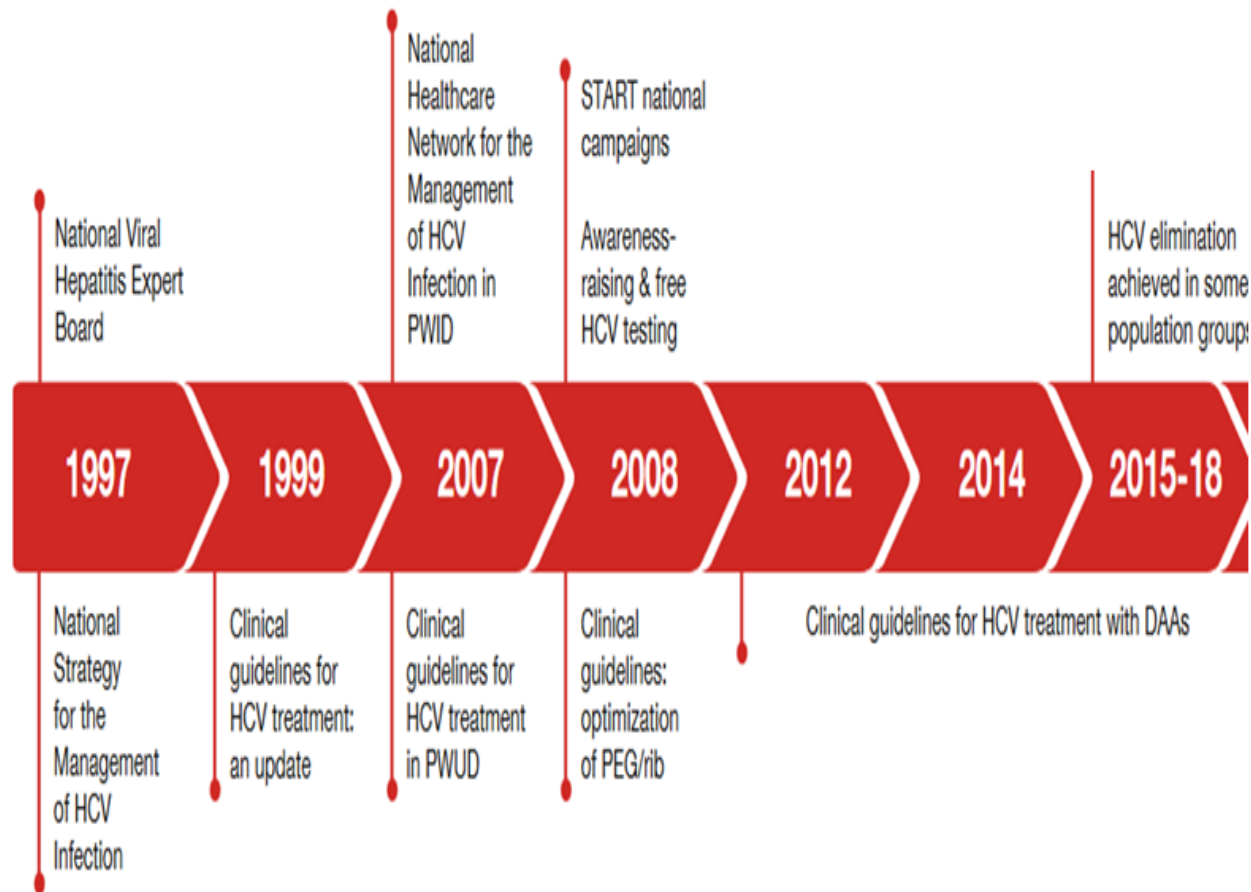 National Viral
Hepatitis Expert
Board
National
Healthcare
Network for the
Management
of HCV
Infection in
PWID
START national
campaigns
Awareness-
raising & free
HCV testing
HCV elimination
achieved in some
population groups
1997
1999
2007
2008
2012
2014
2015-18
National
Strategy
for the
Management
of HCV
Infection
Clinical
guidelines for
HCV treatment:
an update
Clinical
guidelines for
HCV treatment
in PWUD
Clinical
guidelines:
optimization
of PEG/rib
Clinical guidelines for HCV treatment with DAAs